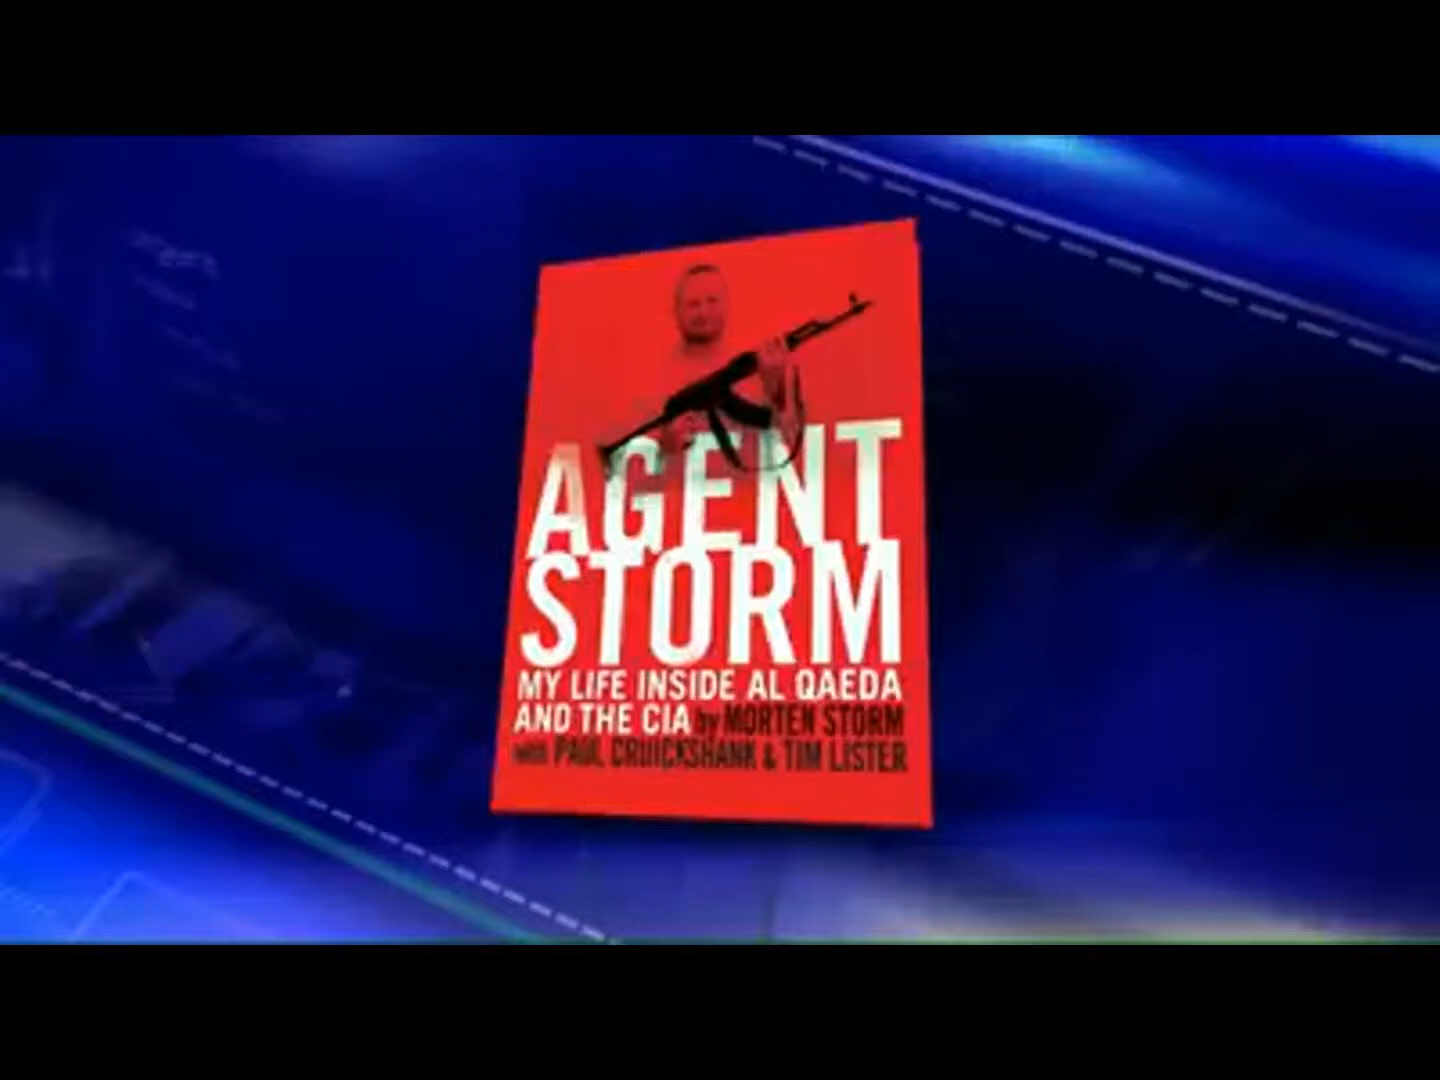 AGENT
STORM
MY LIFE INSIDE AL QAEDA
AND THE CIA by MORTEN STORM
with PAUL CRUICKSHANK & TIM LISTER